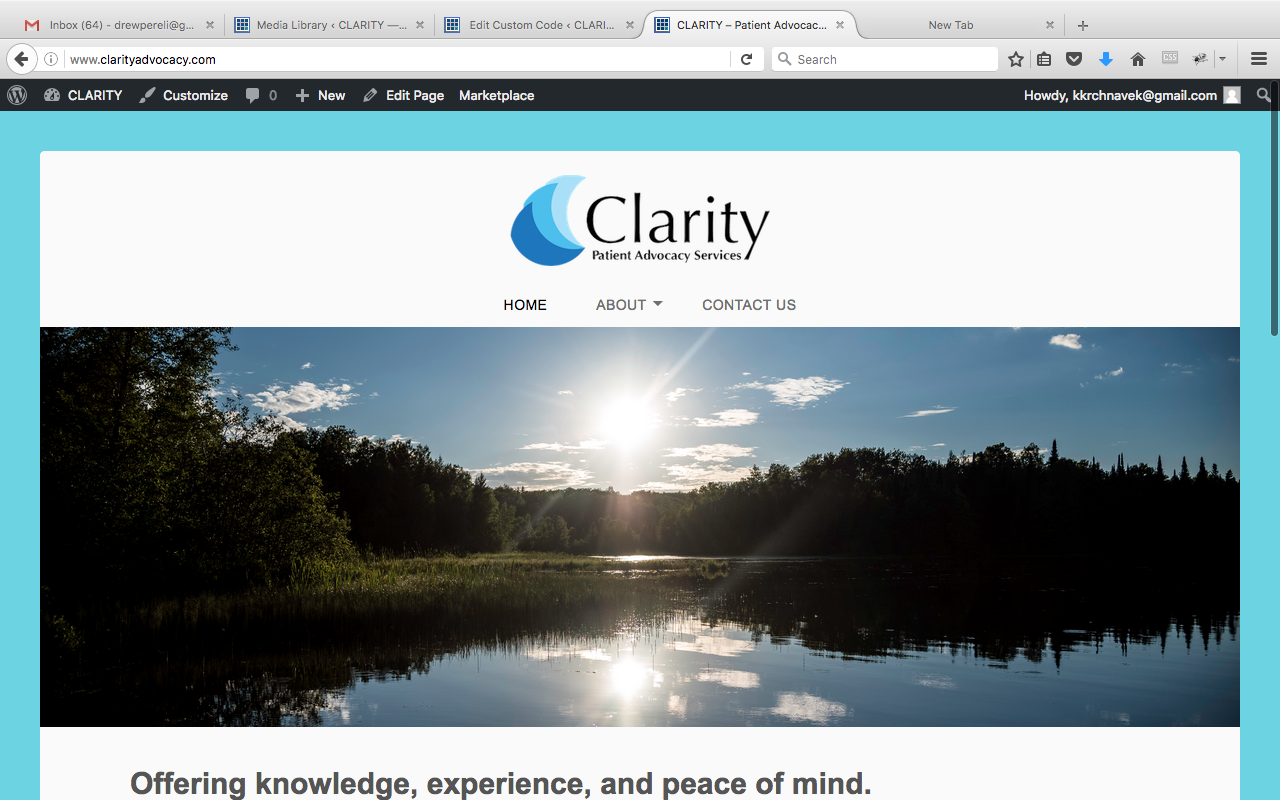 Inbox (64) - drewpereli@g...
Media Library ‹ CLARITY —...
Edit Custom Code ‹ CLARI...
CLARITY – Patient Advocac...
New Tab
www.clarityadvocacy.com
Search
CSS
CLARITY
Customize
0
New
Edit Page
Marketplace
Howdy, kkrchnavek@gmail.com
Clarity
Patient Advocacy Services
HOME
ABOUT
CONTACT US
Offering knowledge, experience, and peace of mind.